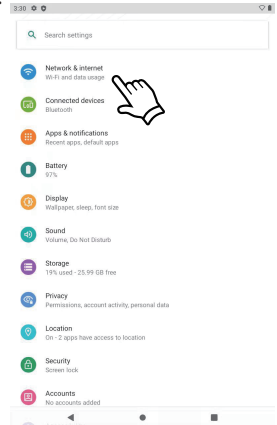 3:30
Search settings
Network & internet
Wi-Fi and data usage
Connected devices
Bluetooth
Apps & notifications
Recent apps, default apps
Battery
97%
Display
Wallpaper, sleep, font size
Sound
Volume, Do Not Disturb
Storage
19% used - 25.99 GB free
Privacy
Permissions, account activity, personal data
Location
On - 2 apps have access to location
Security
Screen lock
Accounts
No accounts added